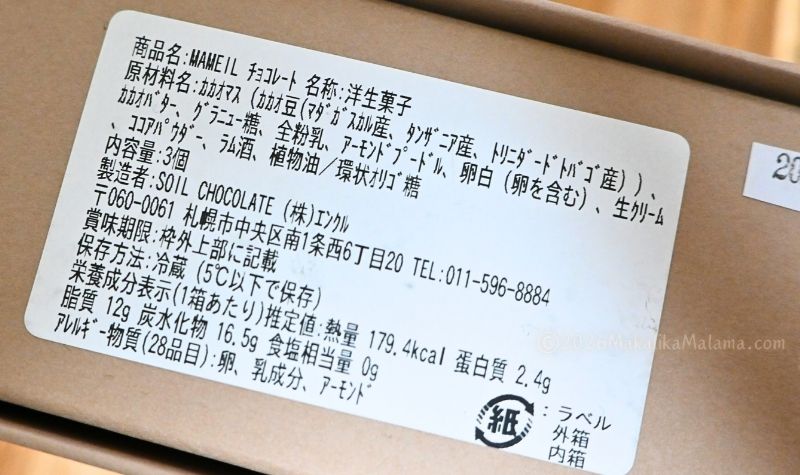 商品名:MAMEIL チョコレート 名称:洋生菓子
原材料名:カカオマス (カカオ豆(マダガスカル産、タンザニア産、トリニダードトバゴ産))、
カカオバター、グラニュー糖、全粉乳、アーモンドプードル、卵白(卵を含む)、生クリーム
、ココアパウダー、ラム酒、植物油/環状オリゴ糖
内容量:3個
製造者:SOIL CHOCOLATE (株)エンクル
〒060-0061 札幌市中央区南1条西6丁目20 TEL:011-596-8884
賞味期限:枠外上部に記載
保存方法:冷蔵 (5℃以下で保存)
栄養成分表示(1箱あたり)推定値:熱量 179.4kcal 蛋白質 2.4g
脂質 12g 炭水化物 16.5g 食塩相当量 0g
アレルギー物質(28品目):卵、乳成分、アーモンド
紙 :ラベル
外箱
内箱
20
©2026MakalikaMalama.com